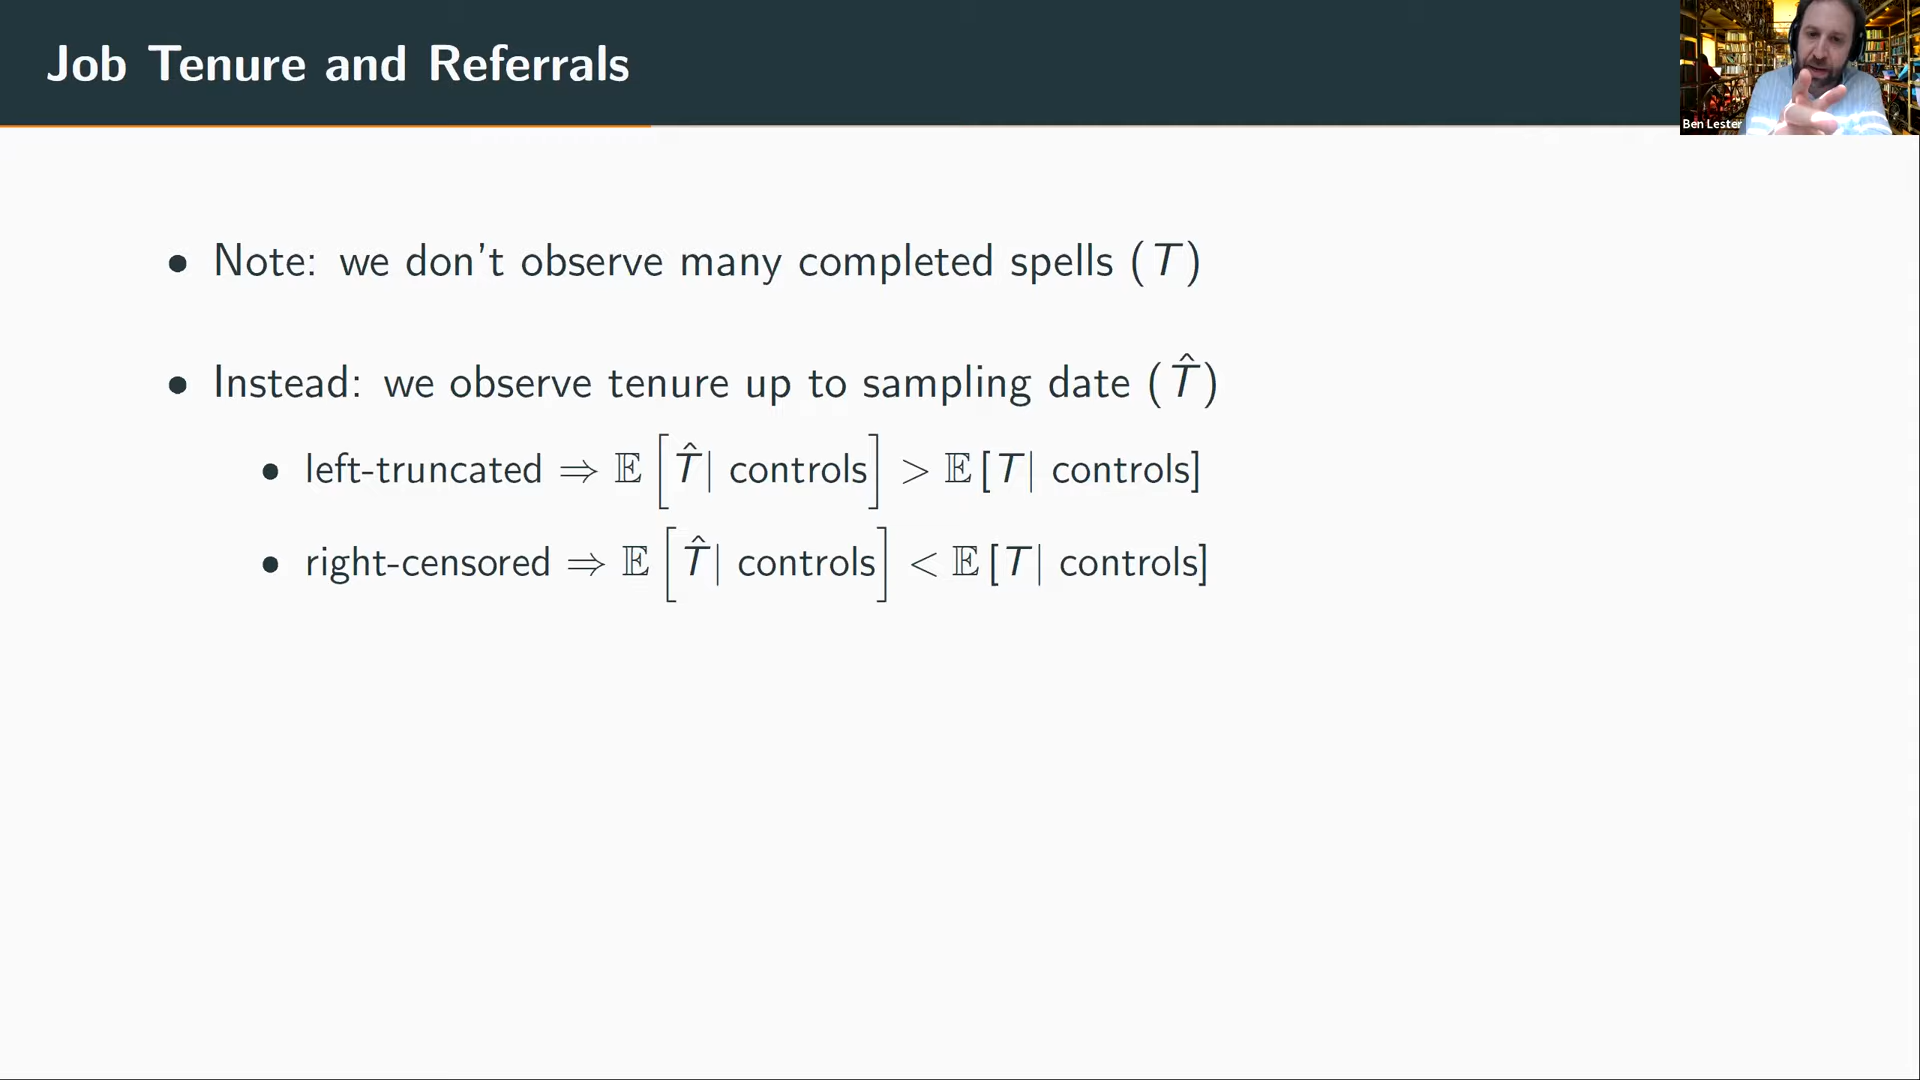 Job Tenure and Referrals
Ben Lester
• Note: we don't observe many completed spells (T)
• Instead: we observe tenure up to sampling date (T̂)
• left-truncated ⇒ 𝔼[T̂| controls] > 𝔼[T| controls]
• right-censored ⇒ 𝔼[T̂| controls] < 𝔼[T| controls]